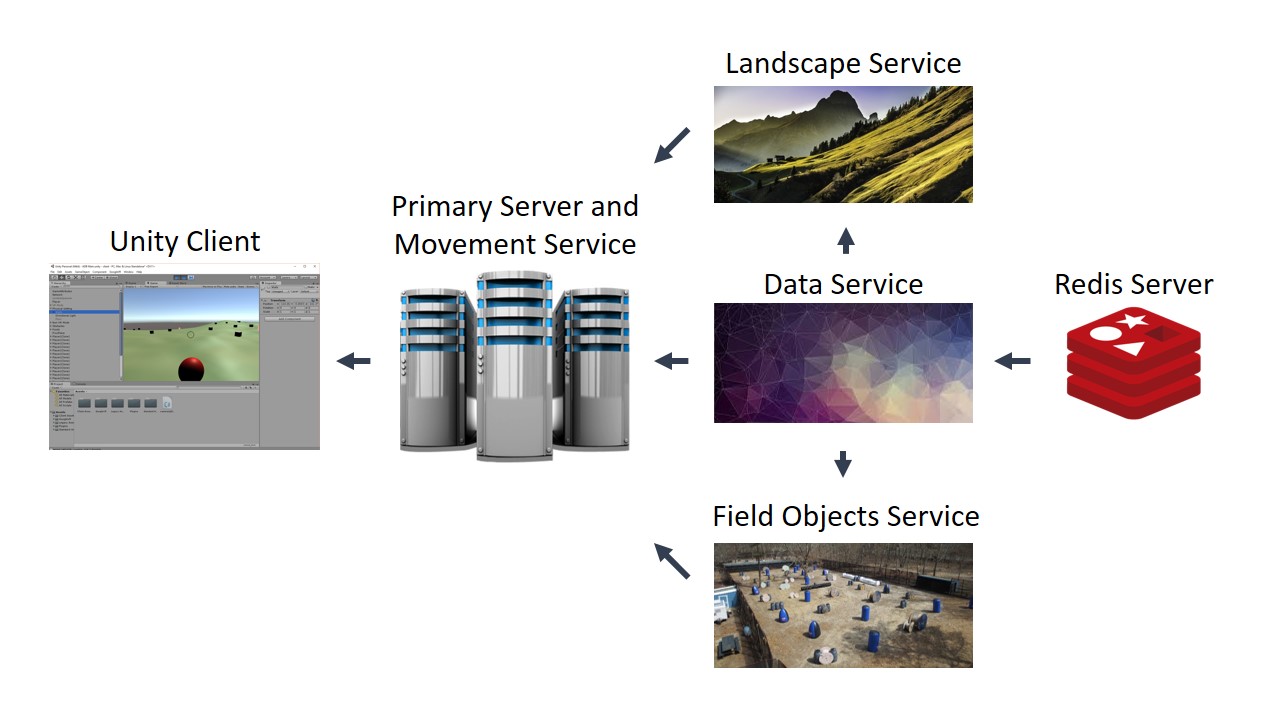 Landscape Service
Primary Server and
Movement Service
Unity Client
Data Service
Redis Server
Field Objects Service